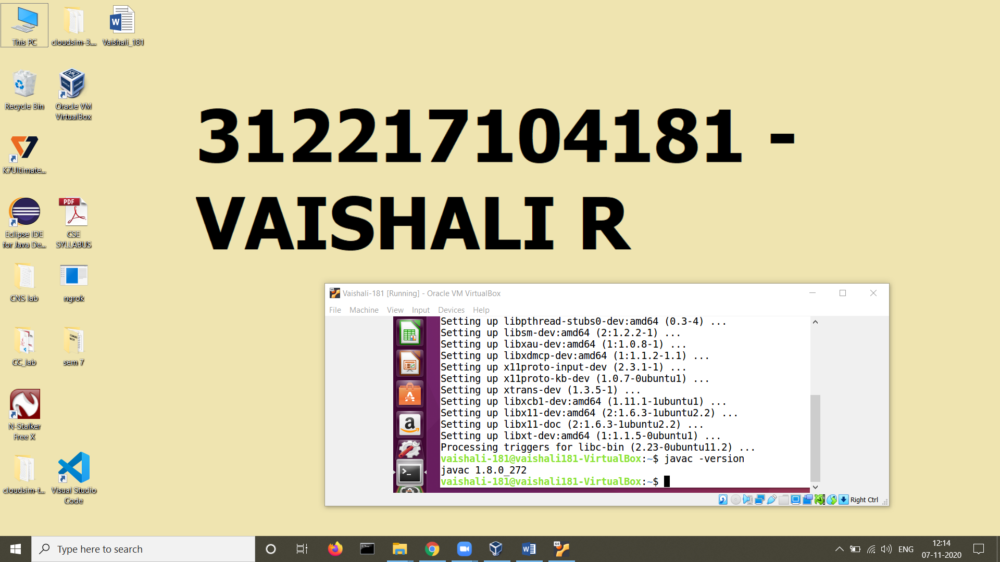 This PC
cloudsim-3....
Vaishali_181
Recycle Bin
Oracle VM
VirtualBox
K7Ultimate...
Eclipse IDE
for Java De...
PDF
CSE
SYLLABUS
CNS lab
ngrok
CC_lab
sem 7
N-Stalker
Free X
cloudsim-t...
Visual Studio
Code
312217104181 -
VAISHALI R
Vaishali-181 [Running] - Oracle VM VirtualBox
File Machine View Input Devices Help
Setting up libpthread-stubs0-dev:amd64 (0.3-4) ...
Setting up libsm-dev:amd64 (2:1.2.2-1) ...
Setting up libxau-dev:amd64 (1:1.0.8-1) ...
Setting up libxdmcp-dev:amd64 (1:1.1.2-1.1) ...
Setting up x11proto-input-dev (2.3.1-1) ...
Setting up x11proto-kb-dev (1.0.7-0ubuntu1) ...
Setting up xtrans-dev (1.3.5-1) ...
Setting up libxcb1-dev:amd64 (1.11.1-1ubuntu1) ...
Setting up libx11-dev:amd64 (2:1.6.3-1ubuntu2.2) ...
Setting up libx11-doc (2:1.6.3-1ubuntu2.2) ...
Setting up libxt-dev:amd64 (1:1.1.5-0ubuntu1) ...
Processing triggers for libc-bin (2.23-0ubuntu11.2) ...
vaishali-181@vaishali181-VirtualBox:~$ javac -version
javac 1.8.0_272
vaishali-181@vaishali181-VirtualBox:~$
Right Ctrl
Type here to search
ENG
12:14
07-11-2020